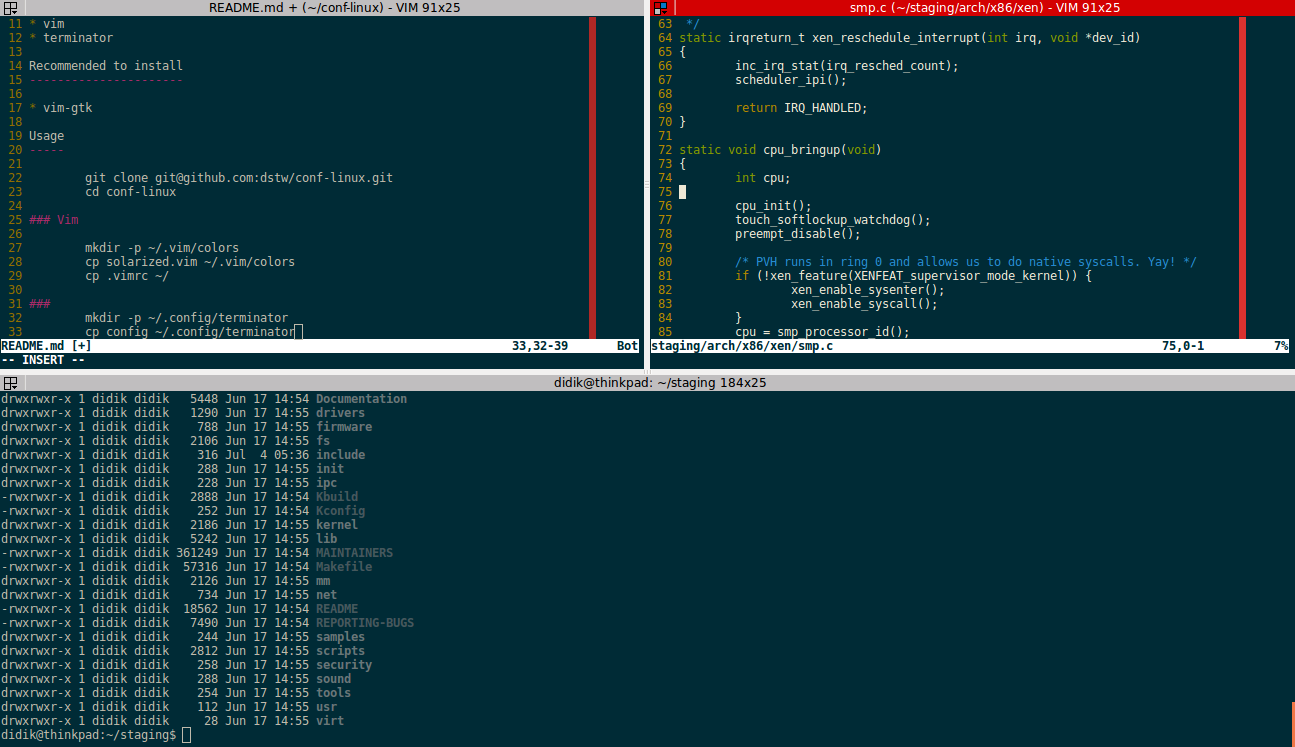 README.md + (~/conf-linux) - VIM 91x25
11 * vim
12 * terminator
13
14 Recommended to install
15 ----------------------
16
17 * vim-gtk
18
19 Usage
20 -----
21
22         git clone git@github.com:dstw/conf-linux.git
23         cd conf-linux
24
25 ### Vim
26
27         mkdir -p ~/.vim/colors
28         cp solarized.vim ~/.vim/colors
29         cp .vimrc ~/
30
31 ###
32         mkdir -p ~/.config/terminator
33         cp config ~/.config/terminator
README.md [+]                                                            33,32-39       Bot
-- INSERT --
smp.c (~/staging/arch/x86/xen) - VIM 91x25
63  */
64 static irqreturn_t xen_reschedule_interrupt(int irq, void *dev_id)
65 {
66         inc_irq_stat(irq_resched_count);
67         scheduler_ipi();
68
69         return IRQ_HANDLED;
70 }
71
72 static void cpu_bringup(void)
73 {
74         int cpu;
75
76         cpu_init();
77         touch_softlockup_watchdog();
78         preempt_disable();
79
80         /* PVH runs in ring 0 and allows us to do native syscalls. Yay! */
81         if (!xen_feature(XENFEAT_supervisor_mode_kernel)) {
82                 xen_enable_sysenter();
83                 xen_enable_syscall();
84         }
85         cpu = smp_processor_id();
staging/arch/x86/xen/smp.c                                               75,0-1          7%
didik@thinkpad: ~/staging 184x25
drwxrwxr-x 1 didik didik   5448 Jun 17 14:54 Documentation
drwxrwxr-x 1 didik didik   1290 Jun 17 14:55 drivers
drwxrwxr-x 1 didik didik    788 Jun 17 14:55 firmware
drwxrwxr-x 1 didik didik   2106 Jun 17 14:55 fs
drwxrwxr-x 1 didik didik    316 Jul  4 05:36 include
drwxrwxr-x 1 didik didik    288 Jun 17 14:55 init
drwxrwxr-x 1 didik didik    228 Jun 17 14:55 ipc
-rwxrwxr-x 1 didik didik   2888 Jun 17 14:54 Kbuild
-rwxrwxr-x 1 didik didik    252 Jun 17 14:54 Kconfig
drwxrwxr-x 1 didik didik   2186 Jun 17 14:55 kernel
drwxrwxr-x 1 didik didik   5242 Jun 17 14:55 lib
-rwxrwxr-x 1 didik didik 361249 Jun 17 14:54 MAINTAINERS
-rwxrwxr-x 1 didik didik  57316 Jun 17 14:54 Makefile
drwxrwxr-x 1 didik didik   2126 Jun 17 14:55 mm
drwxrwxr-x 1 didik didik    734 Jun 17 14:55 net
-rwxrwxr-x 1 didik didik  18562 Jun 17 14:54 README
-rwxrwxr-x 1 didik didik   7490 Jun 17 14:54 REPORTING-BUGS
drwxrwxr-x 1 didik didik    244 Jun 17 14:55 samples
drwxrwxr-x 1 didik didik   2812 Jun 17 14:55 scripts
drwxrwxr-x 1 didik didik    258 Jun 17 14:55 security
drwxrwxr-x 1 didik didik    288 Jun 17 14:55 sound
drwxrwxr-x 1 didik didik    254 Jun 17 14:55 tools
drwxrwxr-x 1 didik didik    112 Jun 17 14:55 usr
drwxrwxr-x 1 didik didik     28 Jun 17 14:55 virt
didik@thinkpad:~/staging$